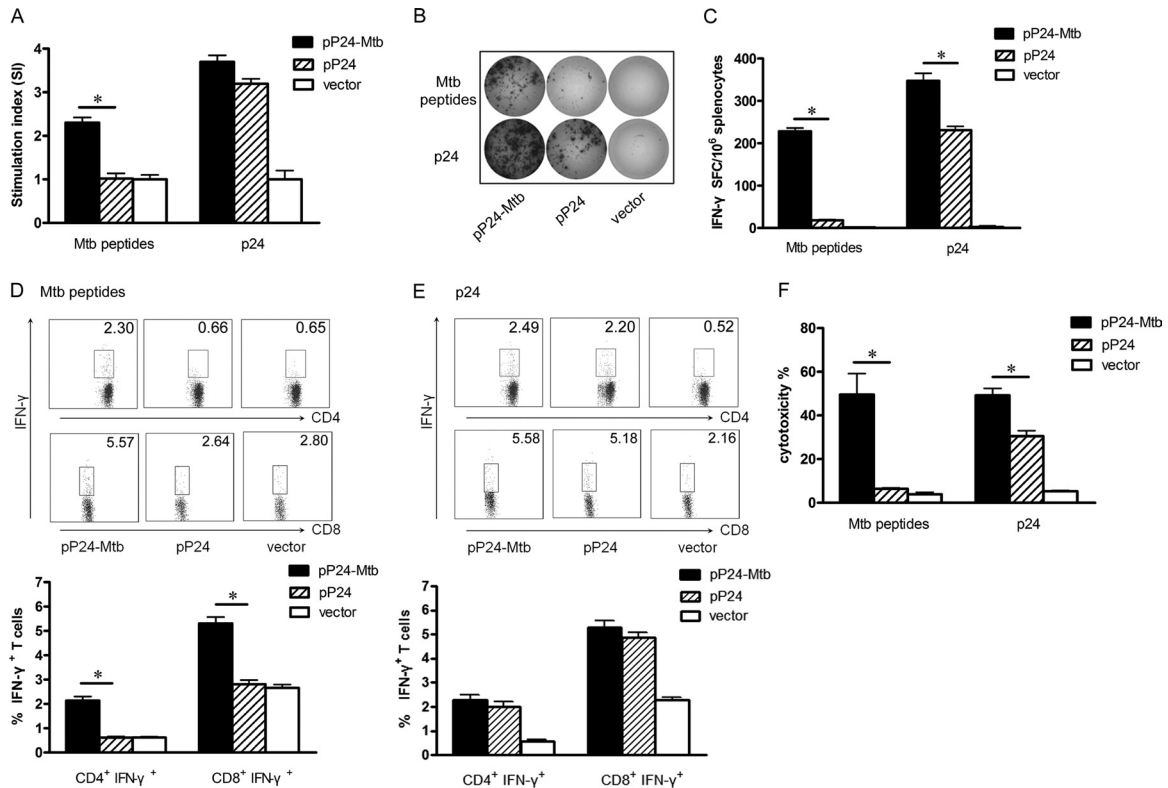 A
Stimulation index (SI)
4
3
2
1
0
*
pP24-Mtb
pP24
vector
Mtb peptides
p24
B
Mtb
peptides
p24
pP24-Mtb
pP24
vector
C
IFN-γ SFC/10⁶ splenocytes
400
300
200
100
0
*
*
pP24-Mtb
pP24
vector
Mtb peptides
p24
D
Mtb peptides
IFN-γ
2.30
0.66
0.65
CD4
5.57
2.64
2.80
CD8
pP24-Mtb
pP24
vector
% IFN-γ⁺ T cells
7
6
5
4
3
2
1
0
*
*
pP24-Mtb
pP24
vector
CD4⁺ IFN-γ⁺
CD8⁺ IFN-γ⁺
E
p24
2.49
2.20
0.52
CD4
5.58
5.18
2.16
CD8
pP24-Mtb
pP24
vector
% IFN-γ⁺ T cells
7
6
5
4
3
2
1
0
pP24-Mtb
pP24
vector
CD4⁺ IFN-γ⁺
CD8⁺ IFN-γ⁺
F
cytotoxicity %
80
60
40
20
0
*
*
pP24-Mtb
pP24
vector
Mtb peptides
p24